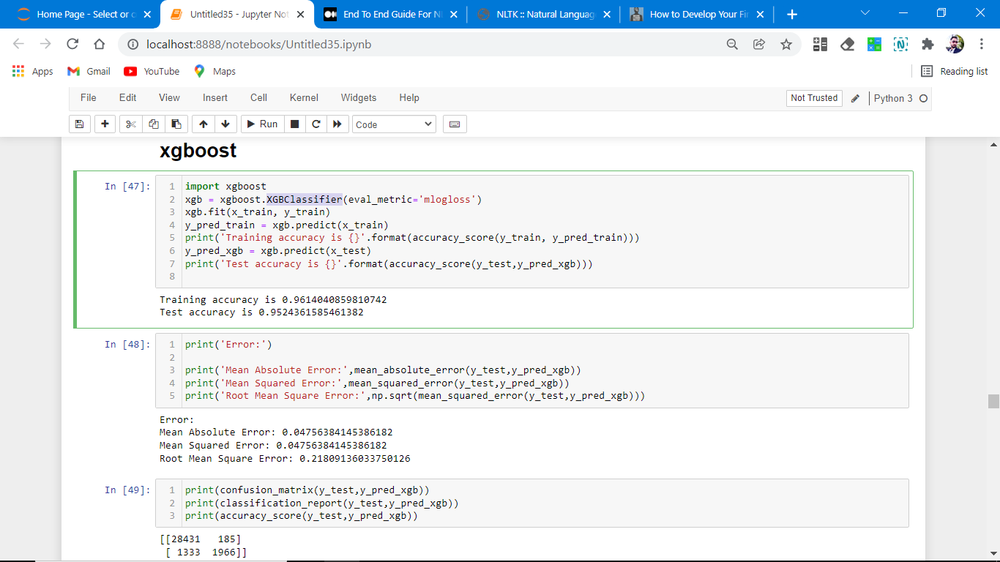 Home Page - Select or c
Untitled35 - Jupyter Not
End To End Guide For N
NLTK :: Natural Languag
How to Develop Your Fir
localhost:8888/notebooks/Untitled35.ipynb
Apps Gmail YouTube Maps Reading list
File Edit View Insert Cell Kernel Widgets Help Not Trusted Python 3
Run Code
xgboost
In [47]:
1 import xgboost
2 xgb = xgboost.XGBClassifier(eval_metric='mlogloss')
3 xgb.fit(x_train, y_train)
4 y_pred_train = xgb.predict(x_train)
5 print('Training accuracy is {}'.format(accuracy_score(y_train, y_pred_train)))
6 y_pred_xgb = xgb.predict(x_test)
7 print('Test accuracy is {}'.format(accuracy_score(y_test,y_pred_xgb)))
8
Training accuracy is 0.9614040859810742
Test accuracy is 0.9524361585461382
In [48]:
1 print('Error:')
2
3 print('Mean Absolute Error:',mean_absolute_error(y_test,y_pred_xgb))
4 print('Mean Squared Error:',mean_squared_error(y_test,y_pred_xgb))
5 print('Root Mean Square Error:',np.sqrt(mean_squared_error(y_test,y_pred_xgb)))
Error:
Mean Absolute Error: 0.04756384145386182
Mean Squared Error: 0.04756384145386182
Root Mean Square Error: 0.21809136033750126
In [49]:
1 print(confusion_matrix(y_test,y_pred_xgb))
2 print(classification_report(y_test,y_pred_xgb))
3 print(accuracy_score(y_test,y_pred_xgb))
[[28431 185]
[ 1333 1966]]